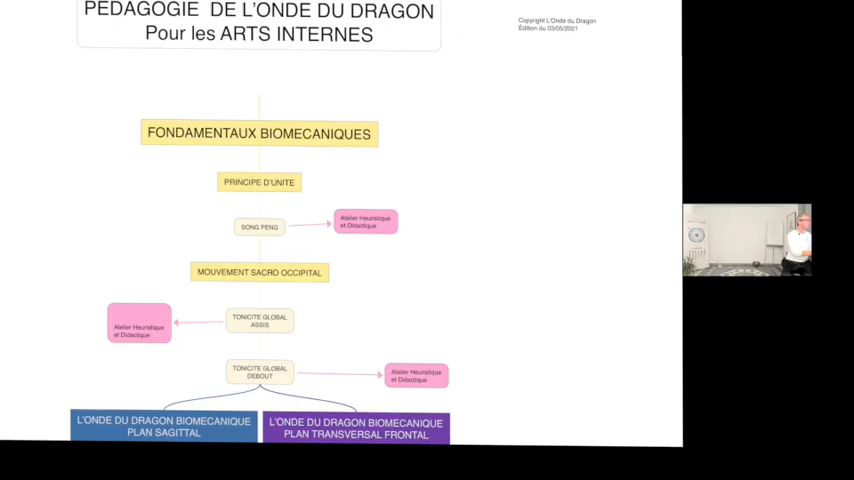 PEDAGOGIE DE L'ONDE DU DRAGON
Pour les ARTS INTERNES
Copyright L'Onde du Dragon
Edition du 03/05/2021
FONDAMENTAUX BIOMECANIQUES
PRINCIPE D'UNITE
SONG PENG
Atelier Heuristique
et Didactique
MOUVEMENT SACRO OCCIPITAL
TONICITE GLOBAL
ASSIS
Atelier Heuristique
et Didactique
TONICITE GLOBAL
DEBOUT
Atelier Heuristique
et Didactique
L'ONDE DU DRAGON BIOMECANIQUE
PLAN SAGITTAL
L'ONDE DU DRAGON BIOMECANIQUE
PLAN TRANSVERSAL FRONTAL